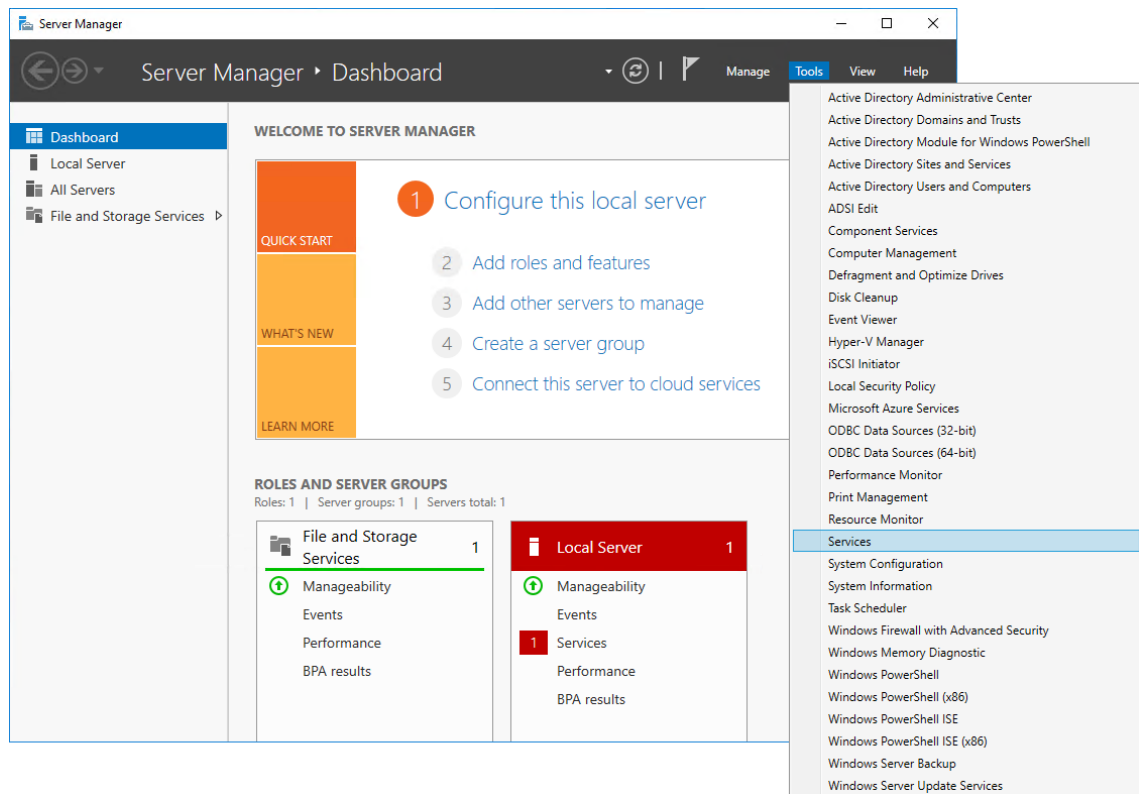 Server Manager
Server Manager ‣ Dashboard
Manage
Tools
View
Help
Dashboard
Local Server
All Servers
File and Storage Services
WELCOME TO SERVER MANAGER
QUICK START
WHAT'S NEW
LEARN MORE
1 Configure this local server
2 Add roles and features
3 Add other servers to manage
4 Create a server group
5 Connect this server to cloud services
ROLES AND SERVER GROUPS
Roles: 1 | Server groups: 1 | Servers total: 1
File and Storage
Services
1
Manageability
Events
Performance
BPA results
Local Server 1
Manageability
Events
1 Services
Performance
BPA results
Active Directory Administrative Center
Active Directory Domains and Trusts
Active Directory Module for Windows PowerShell
Active Directory Sites and Services
Active Directory Users and Computers
ADSI Edit
Component Services
Computer Management
Defragment and Optimize Drives
Disk Cleanup
Event Viewer
Hyper-V Manager
iSCSI Initiator
Local Security Policy
Microsoft Azure Services
ODBC Data Sources (32-bit)
ODBC Data Sources (64-bit)
Performance Monitor
Print Management
Resource Monitor
Services
System Configuration
System Information
Task Scheduler
Windows Firewall with Advanced Security
Windows Memory Diagnostic
Windows PowerShell
Windows PowerShell (x86)
Windows PowerShell ISE
Windows PowerShell ISE (x86)
Windows Server Backup
Windows Server Update Services